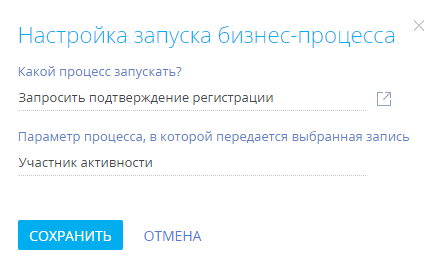 Настройка запуска бизнес-процесса
Какой процесс запускать?
Запросить подтверждение регистрации
Параметр процесса, в которой передается выбранная запись
Участник активности
СОХРАНИТЬ ОТМЕНА